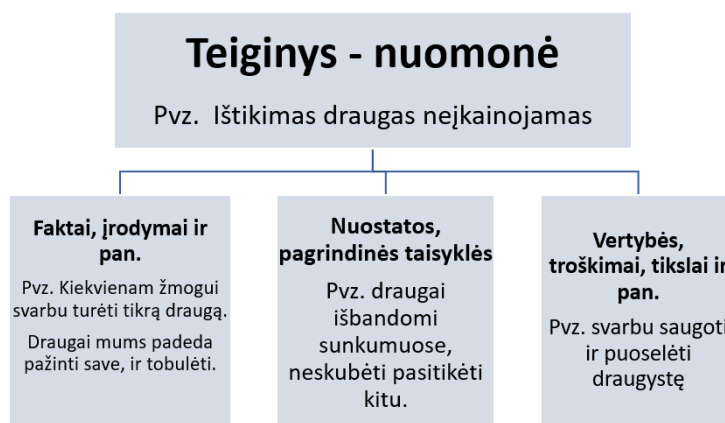 Teiginys - nuomonė
Pvz. Ištikimas draugas neįkainojamas
Faktai, įrodymai ir
pan.
Pvz. Kiekvienam žmogui
svarbu turėti tikrą draugą.
Draugai mums padeda
pažinti save, ir tobulėti.
Nuostatos,
pagrindinės taisyklės
Pvz. draugai
išbandomi
sunkumuose,
neskubėti pasitikėti
kitu.
Vertybės,
troškimai, tikslai ir
pan.
Pvz. svarbu saugoti
ir puoselėti
draugystę